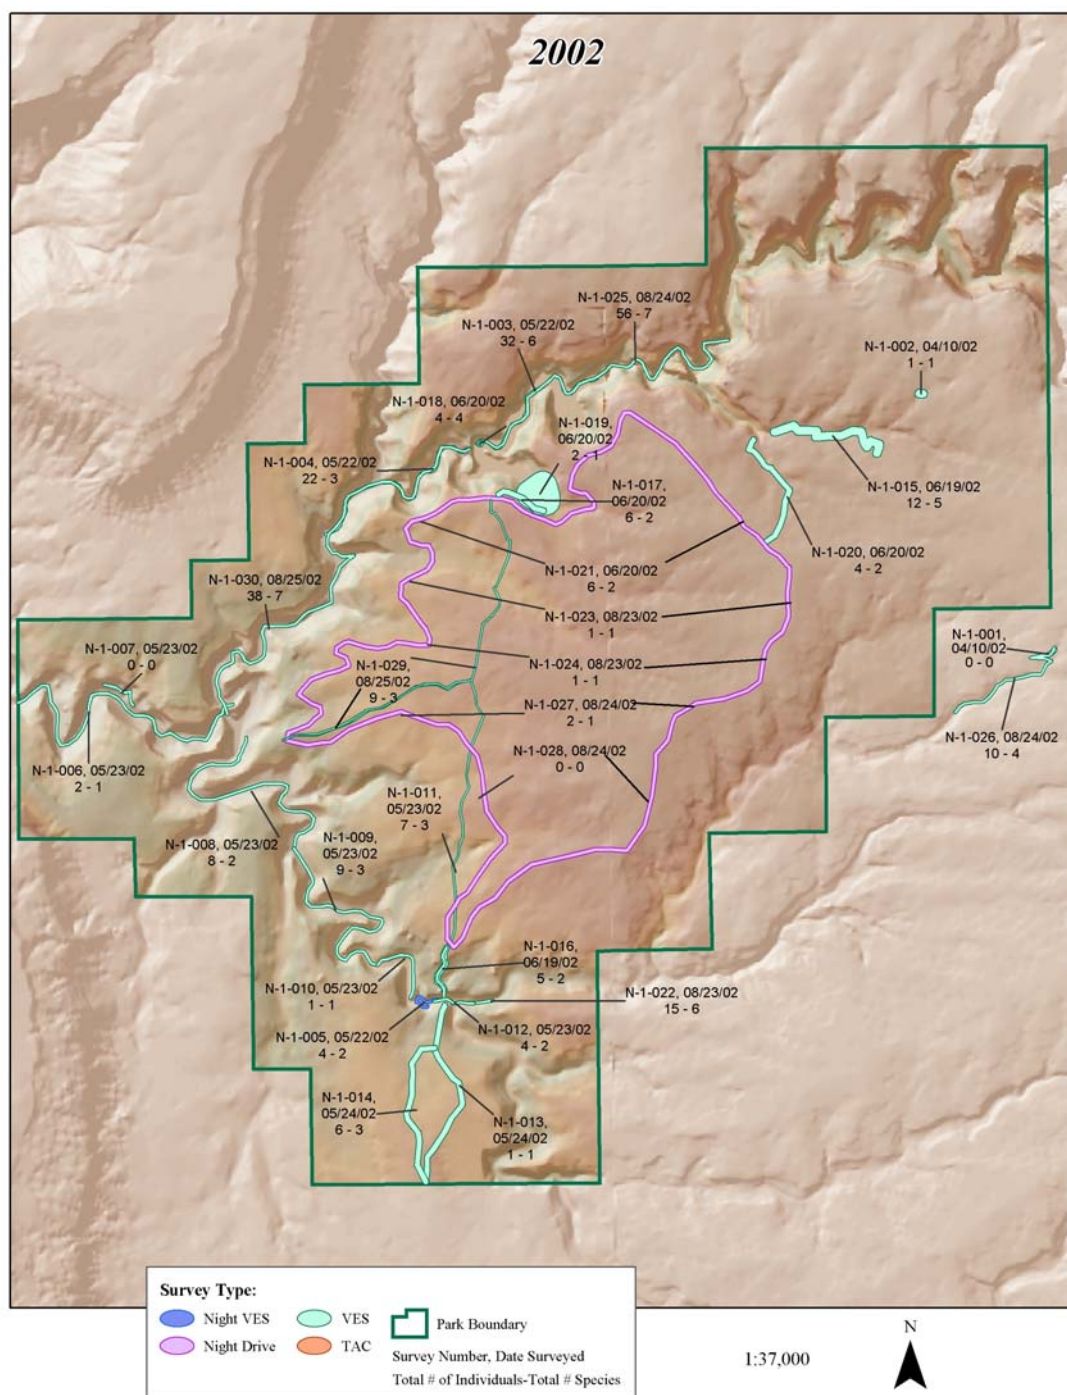 2002
N-1-025, 08/24/02
56 - 7
N-1-003, 05/22/02
32 - 6
N-1-002, 04/10/02
1 - 1
N-1-018, 06/20/02
4 - 4
N-1-019,
06/20/02
2 - 1
N-1-004, 05/22/02
22 - 3
N-1-017,
06/20/02
6 - 2
N-1-015, 06/19/02
12 - 5
N-1-020, 06/20/02
4 - 2
N-1-021, 06/20/02
6 - 2
N-1-030, 08/25/02
38 - 7
N-1-023, 08/23/02
1 - 1
N-1-007, 05/23/02
0 - 0
N-1-001,
04/10/02
0 - 0
N-1-029,
08/25/02
9 - 3
N-1-024, 08/23/02
1 - 1
N-1-027, 08/24/02
2 - 1
N-1-026, 08/24/02
10 - 4
N-1-028, 08/24/02
0 - 0
N-1-006, 05/23/02
2 - 1
N-1-011,
05/23/02
7 - 3
N-1-008, 05/23/02
8 - 2
N-1-009,
05/23/02
9 - 3
N-1-016,
06/19/02
5 - 2
N-1-010, 05/23/02
1 - 1
N-1-022, 08/23/02
15 - 6
N-1-005, 05/22/02
4 - 2
N-1-012, 05/23/02
4 - 2
N-1-014,
05/24/02
6 - 3
N-1-013,
05/24/02
1 - 1
Survey Type:
Night VES
VES
Park Boundary
Night Drive
TAC
Survey Number, Date Surveyed
Total # of Individuals-Total # Species
1:37,000
N